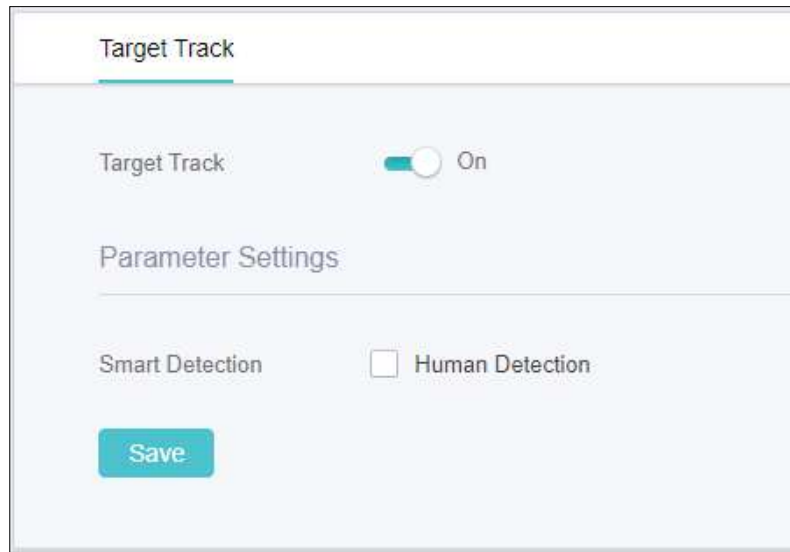 Target Track
Target Track On
Parameter Settings
Smart Detection Human Detection
Save